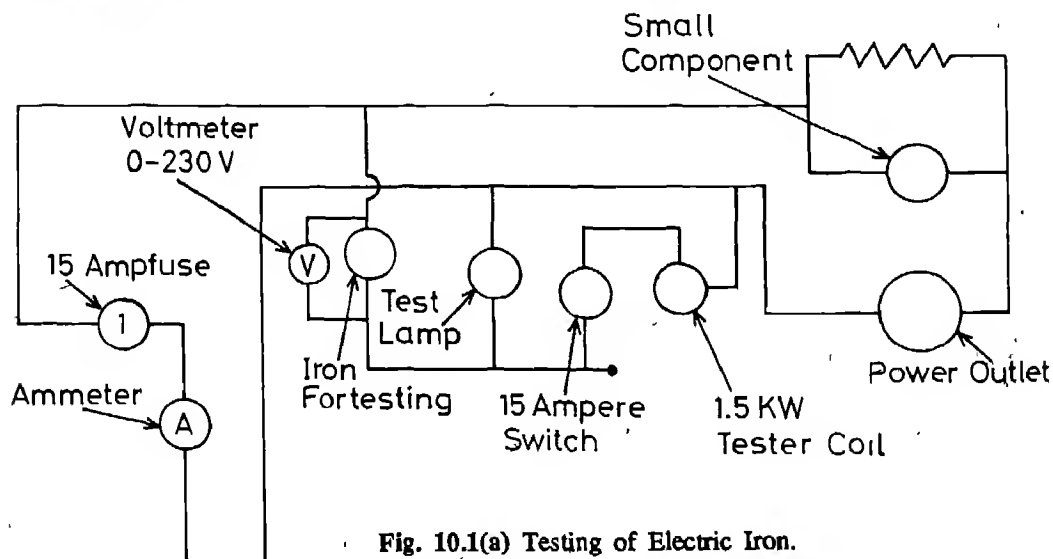 Small
Component
Voltmeter
0-230 V
V
15 Ampfuse
1
Ammeter
A
Iron
Fortesting
Test
Lamp
15 Ampere
Switch
1.5 KW
Tester Coil
Power Outlet
Fig. 10.1(a) Testing of Electric Iron.